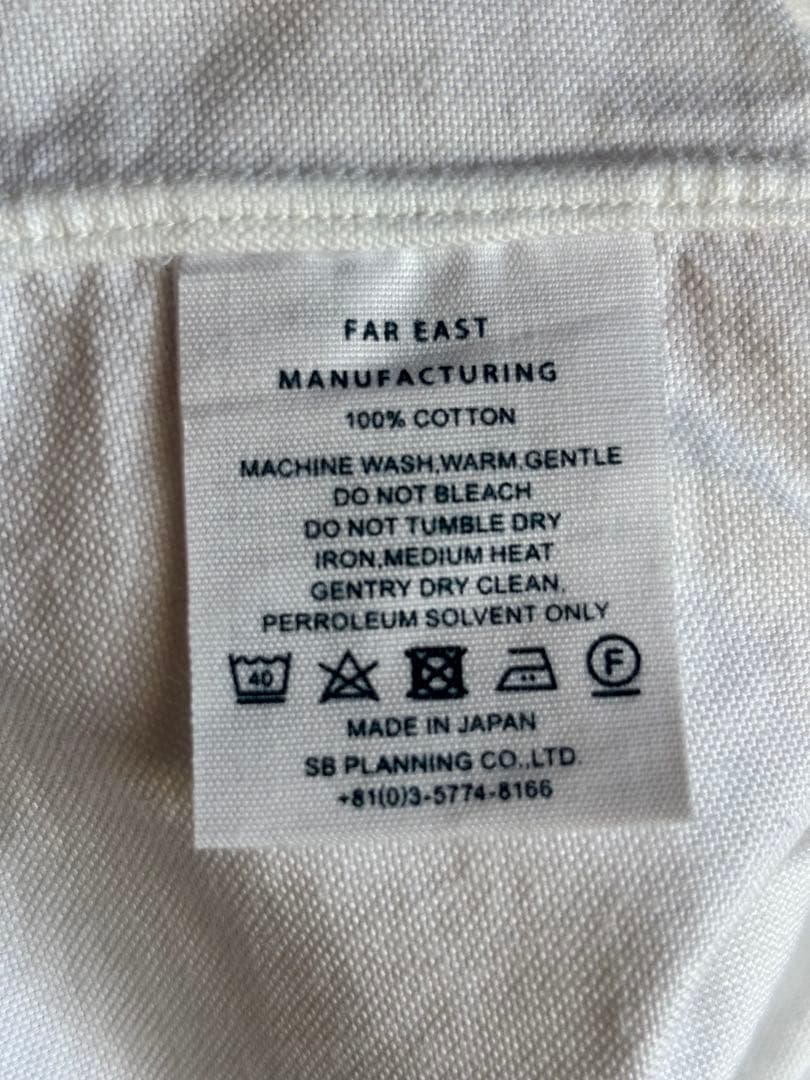 FAR EAST
MANUFACTURING
100% COTTON
MACHINE WASH,WARM,GENTLE
DO NOT BLEACH
DO NOT TUMBLE DRY
IRON,MEDIUM HEAT
GENTRY DRY CLEAN,
PERROLEUM SOLVENT ONLY
40 F
MADE IN JAPAN
SB PLANNING CO.,LTD.
+81(0)3-5774-8166